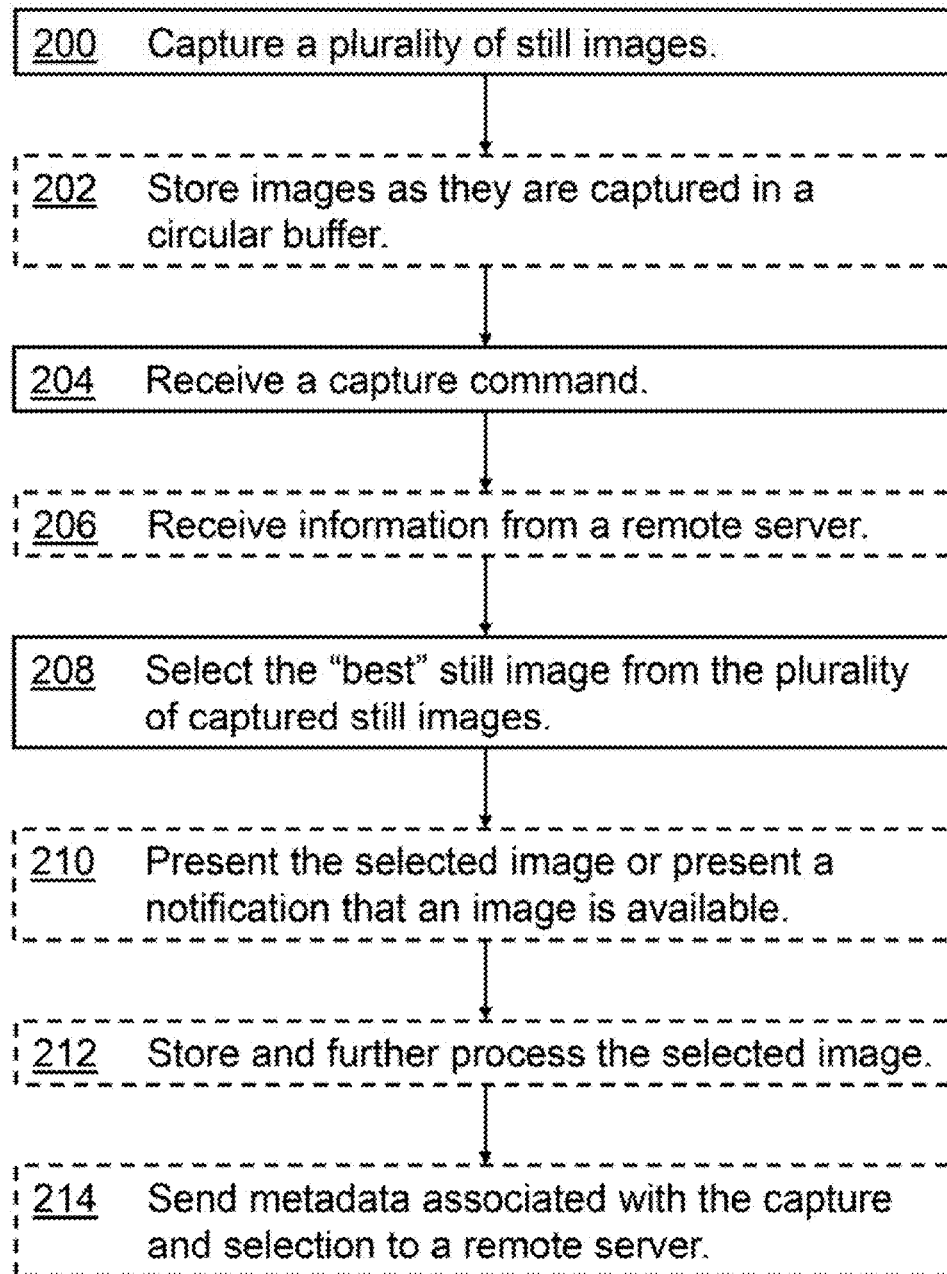 200 Capture a plurality of still images.
202 Store images as they are captured in a
circular buffer.
204 Receive a capture command.
206 Receive information from a remote server.
208 Select the “best” still image from the plurality
of captured still images.
210 Present the selected image or present a
notification that an image is available.
212 Store and further process the selected image.
214 Send metadata associated with the capture
and selection to a remote server.